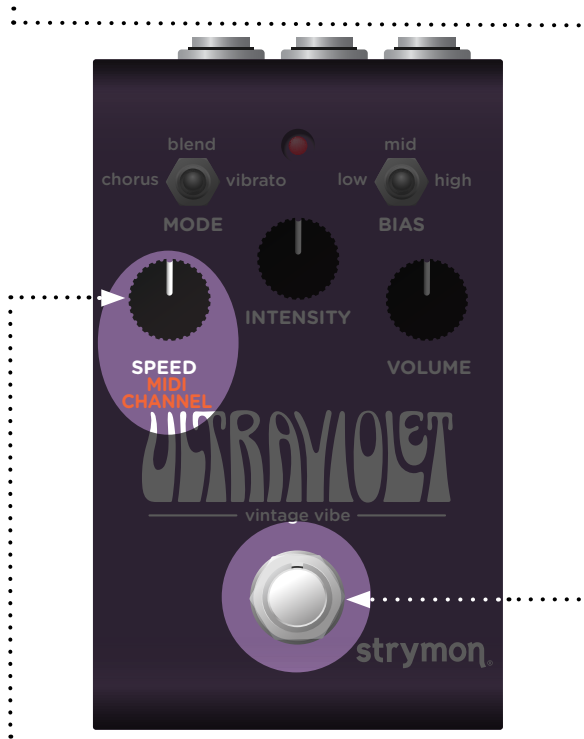 blend
mid
chorus
vibrato
low
high
MODE
BIAS
INTENSITY
SPEED
MIDI
CHANNEL
VOLUME
ULTRAVIOLET
vintage vibe
strymon®